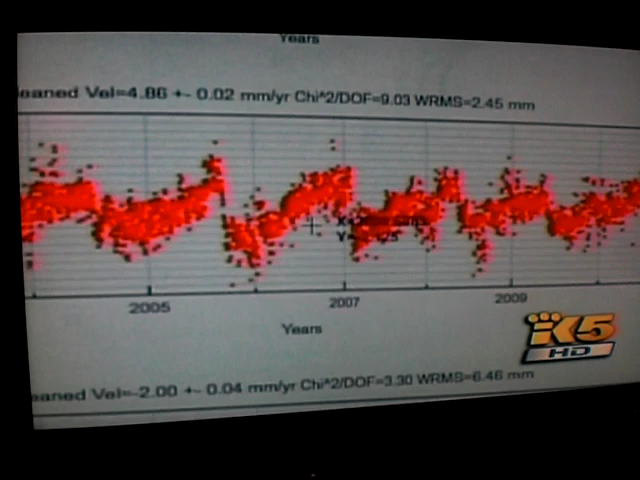 Years
eaned Vel=4.86 +- 0.02 mm/yr Chi^2/DOF=9.03 WRMS=2.45 mm
2005
2007
2009
Years
K5
HD
eaned Vel=-2.00 +- 0.04 mm/yr Chi^2/DOF=3.30 WRMS=6.46 mm